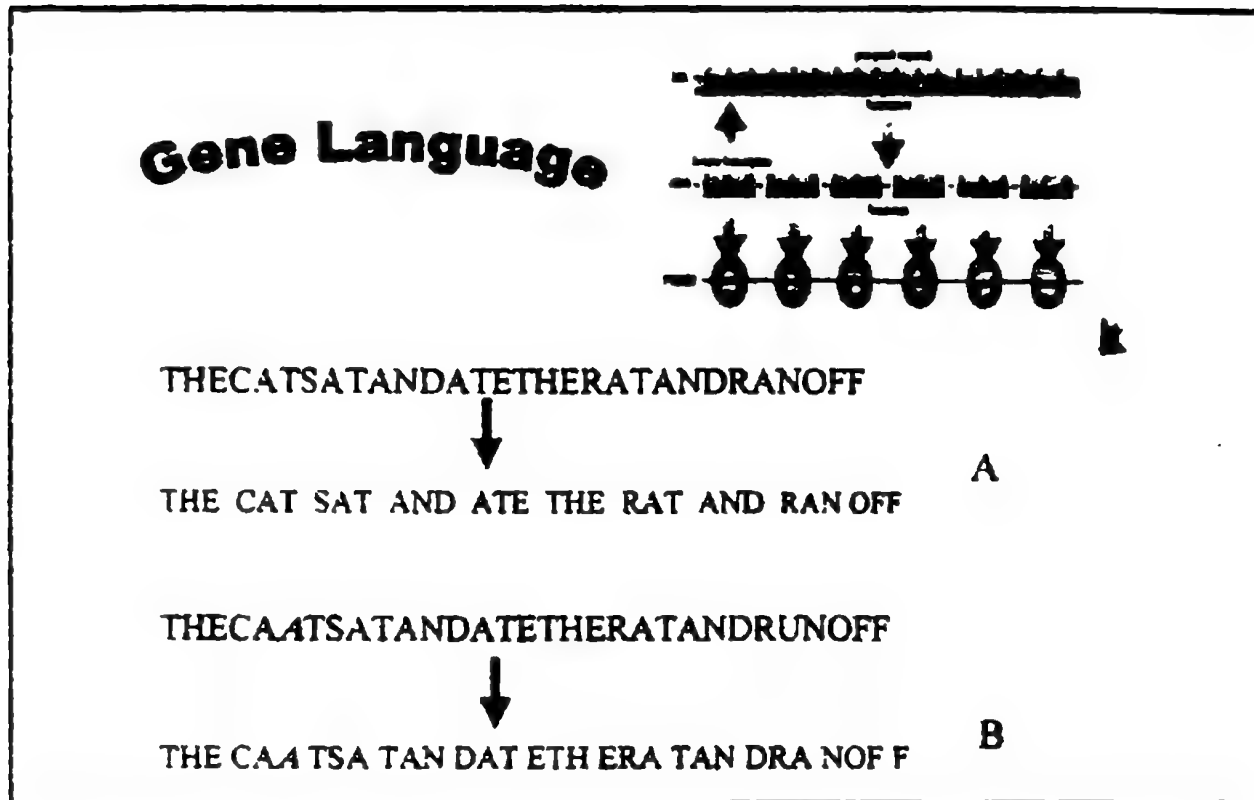 Gene Language
THECATSATANDATETHERATANDRANOFF
A
THE CAT SAT AND ATE THE RAT AND RAN OFF
THECAATSATANDATETHERATANDRUNOFF
B
THE CAA TSA TAN DAT ETH ERA TAN DRA NOF F